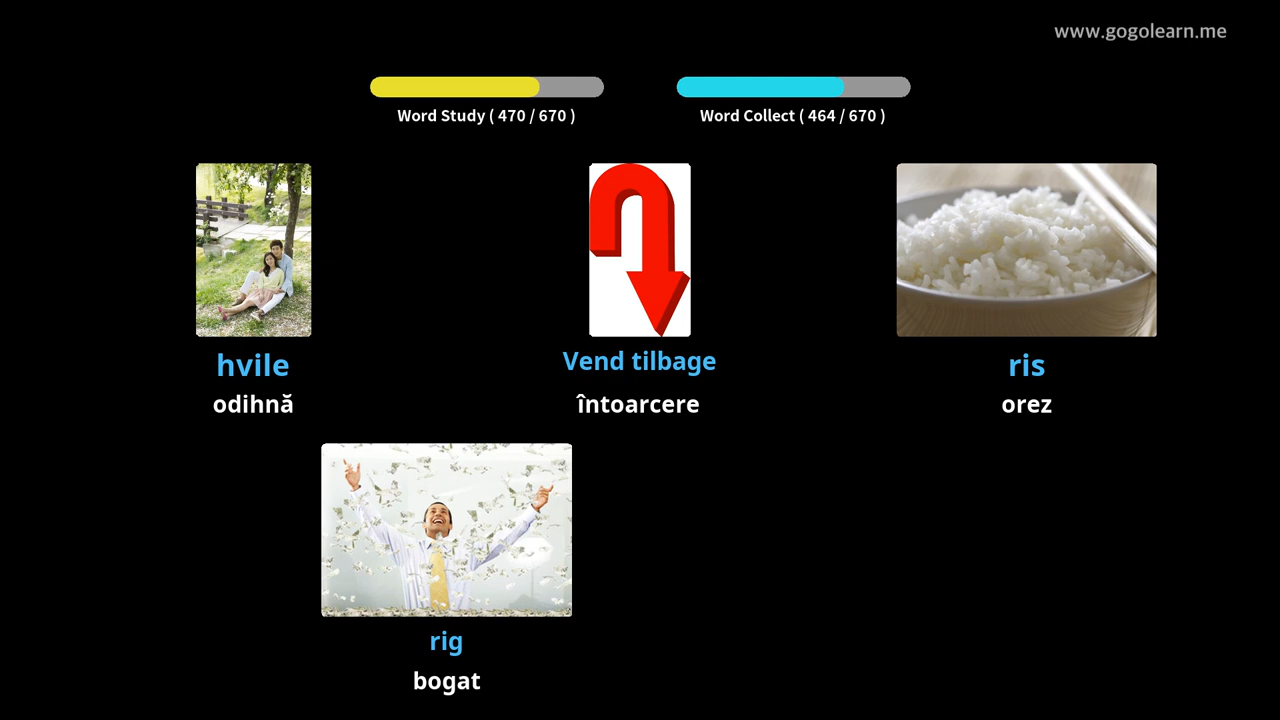 www.gogolearn.me
Word Study ( 470 / 670 )
Word Collect ( 464 / 670 )
hvile
odihnă
Vend tilbage
întoarcere
ris
orez
rig
bogat